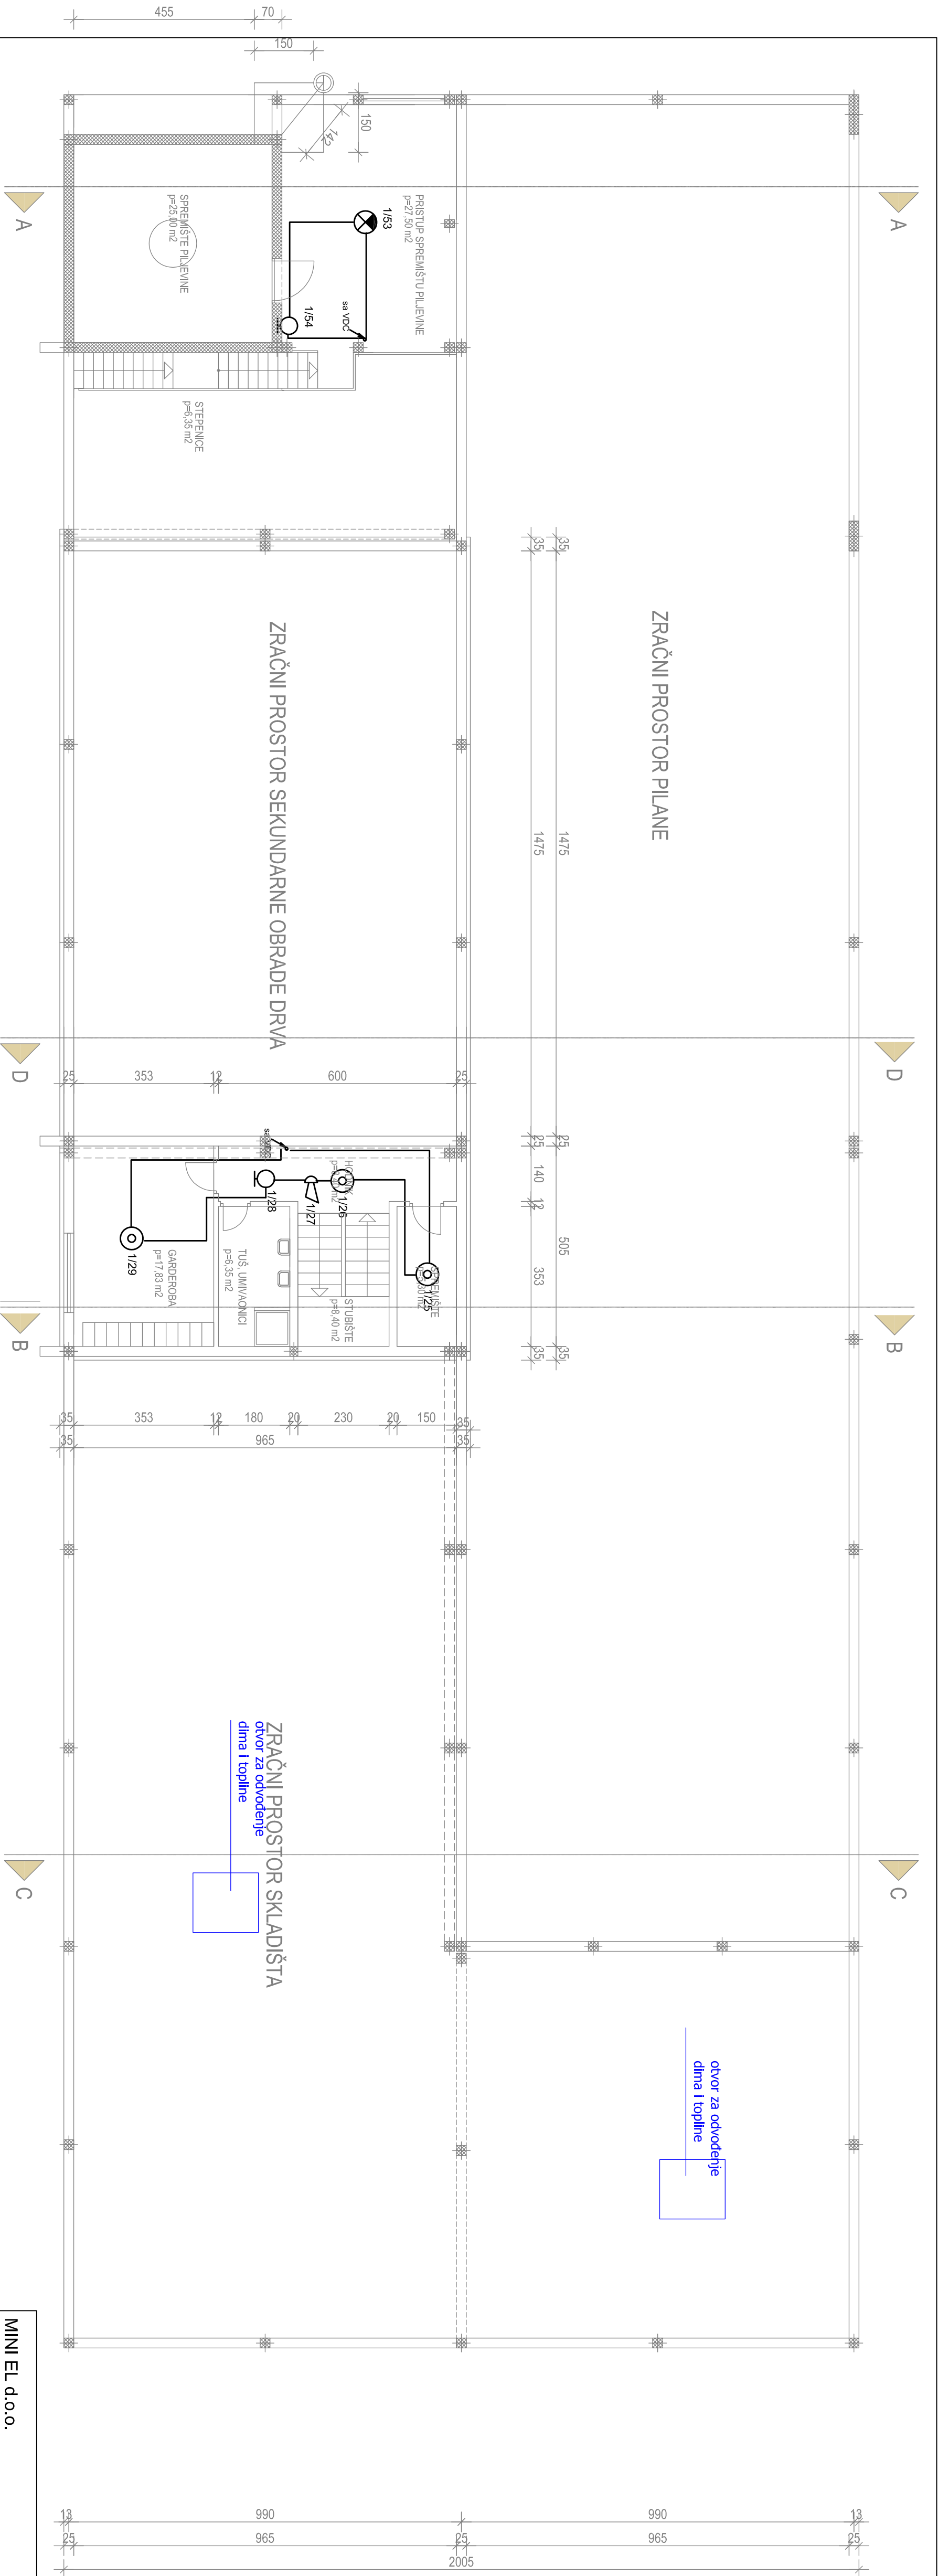 455
70
150
150
142
A
A
PRISTUP SPREMIŠTU PILJEVINE
p=27,50 m2
SPREMIŠTE PILJEVINE
p=25,00 m2
1/53
1/54
sa VDC
STEPENICE
p=6,35 m2
ZRAČNI PROSTOR PILANE
ZRAČNI PROSTOR SEKUNDARNE OBRADE DRVA
35
35
1475
1475
25
25
140
12
505
353
35
35
D
D
25
353
12
600
25
1/26
1/27
1/28
1/25
1/29
GARDEROBA
p=17,83 m2
TUŠ, UMIVAONICI
p=6,35 m2
STUBIŠTE
p=8,40 m2
B
B
35
353
12
180
20
230
20
150
35
35
965
35
ZRAČNI PROSTOR SKLADIŠTA
otvor za odvođenje
dima i topline
otvor za odvođenje
dima i topline
C
C
13
990
990
13
25
965
25
965
25
2005
MINI EL d.o.o.